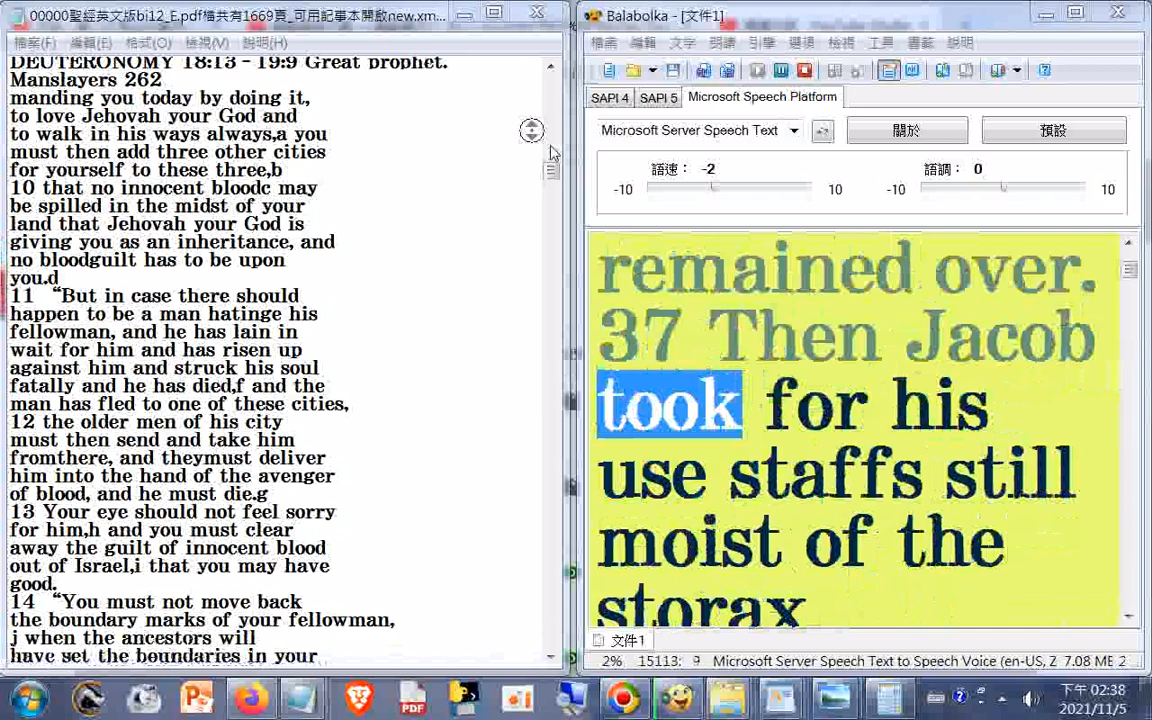 00000聖經英文版bi12_E.pdf檔共有1669頁_可用記事本開啟new.xm...
檔案(F) 編輯(E) 格式(O) 檢視(V) 說明(H)
DEUTERONOMY 18:13 - 19:9 Great prophet.
Manslayers 262
manding you today by doing it,
to love Jehovah your God and
to walk in his ways always,a you
must then add three other cities
for yourself to these three,b
10 that no innocent bloodc may
be spilled in the midst of your
land that Jehovah your God is
giving you as an inheritance, and
no bloodguilt has to be upon
you.d
11 “But in case there should
happen to be a man hatinge his
fellowman, and he has lain in
wait for him and has risen up
against him and struck his soul
fatally and he has died,f and the
man has fled to one of these cities,
12 the older men of his city
must then send and take him
fromthere, and theymust deliver
him into the hand of the avenger
of blood, and he must die.g
13 Your eye should not feel sorry
for him,h and you must clear
away the guilt of innocent blood
out of Israel,i that you may have
good.
14 “You must not move back
the boundary marks of your fellowman,
j when the ancestors will
have set the boundaries in your
Balabolka - [文件1]
檔案 編輯 文字 朗讀 引擎 選項 檢視 工具 書籤 說明
SAPI 4 SAPI 5 Microsoft Speech Platform
Microsoft Server Speech Text 關於 預設
語速： -2 語調： 0
-10 10 -10 10
remained over.
37 Then Jacob
took for his
use staffs still
moist of the
storax
文件1
2% 15113: 9 Microsoft Server Speech Text to Speech Voice (en-US, Z 7.08 MB 2
PDF
下午 02:38
2021/11/5